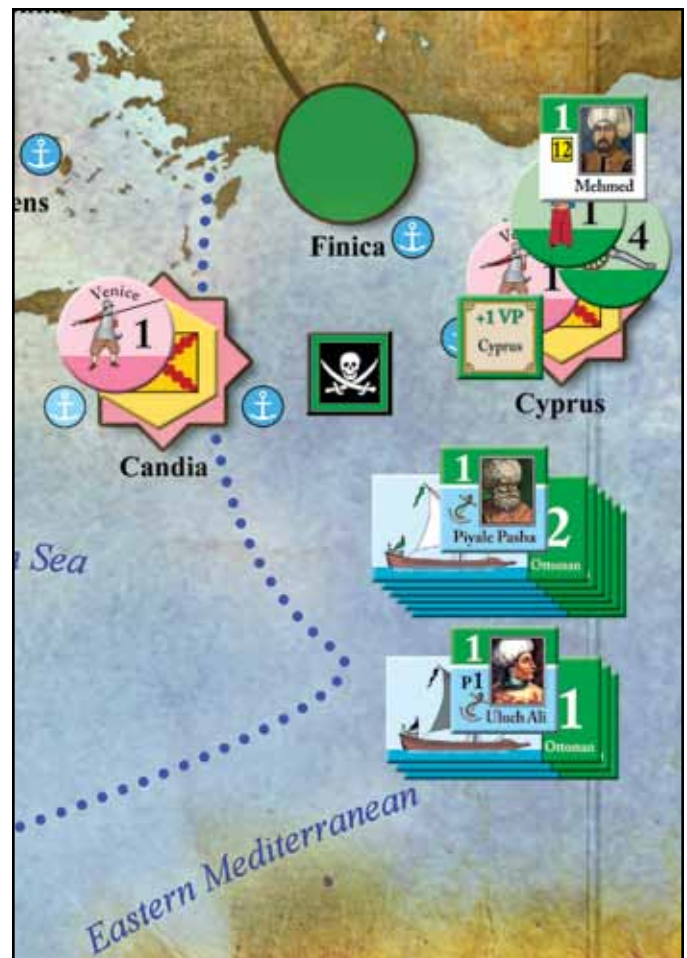 ens
Finica
1
12
Mehmed
1
4
1
+1 VP
Cyprus
Cyprus
Venice
1
Candia
1
Piyale Pasha
2
Ottoman
n Sea
1
P1
Uluch Ali
1
Ottoman
Eastern Mediterranean